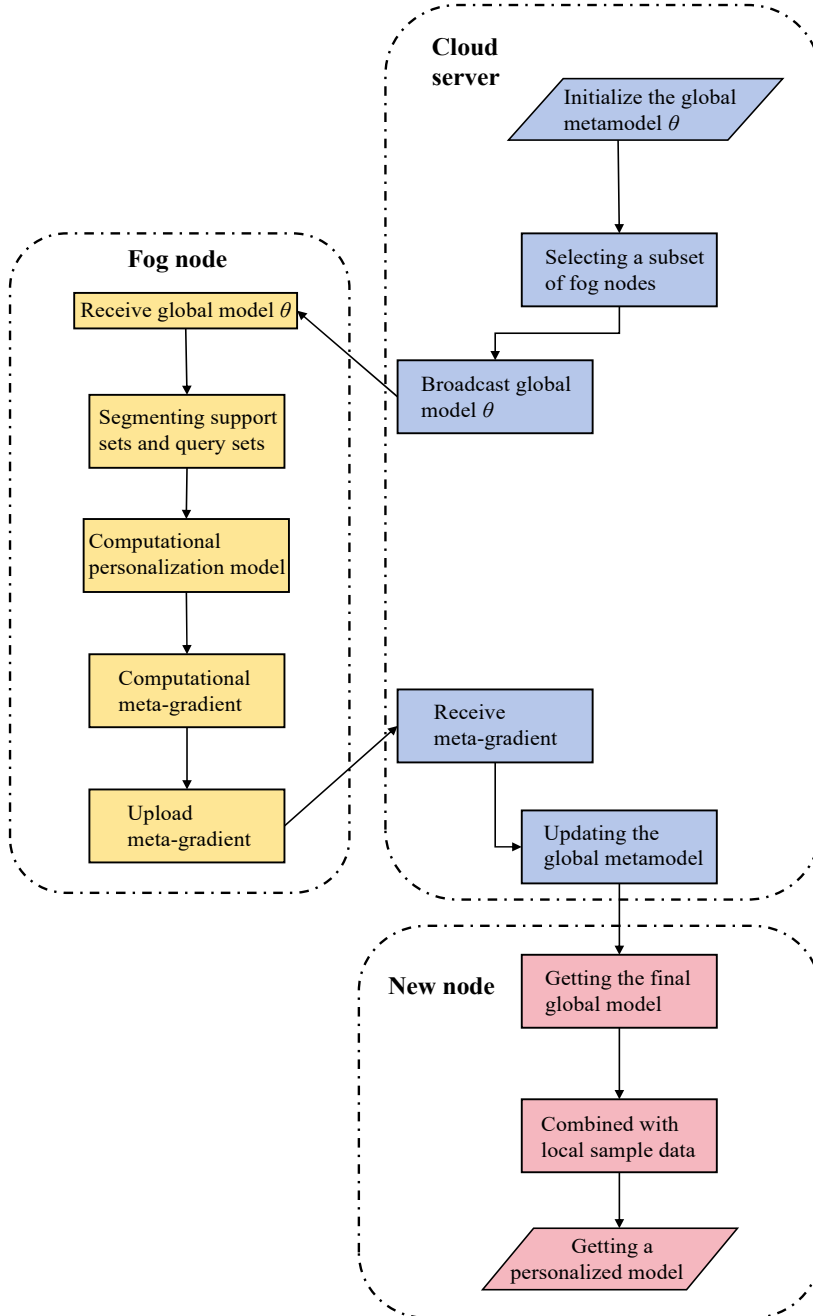 Cloud
server
Initialize the global
metamodel θ
Selecting a subset
of fog nodes
Broadcast global
model θ
Fog node
Receive global model θ
Segmenting support
sets and query sets
Computational
personalization model
Computational
meta-gradient
Upload
meta-gradient
Receive
meta-gradient
Updating the
global metamodel
New node
Getting the final
global model
Combined with
local sample data
Getting a
personalized model